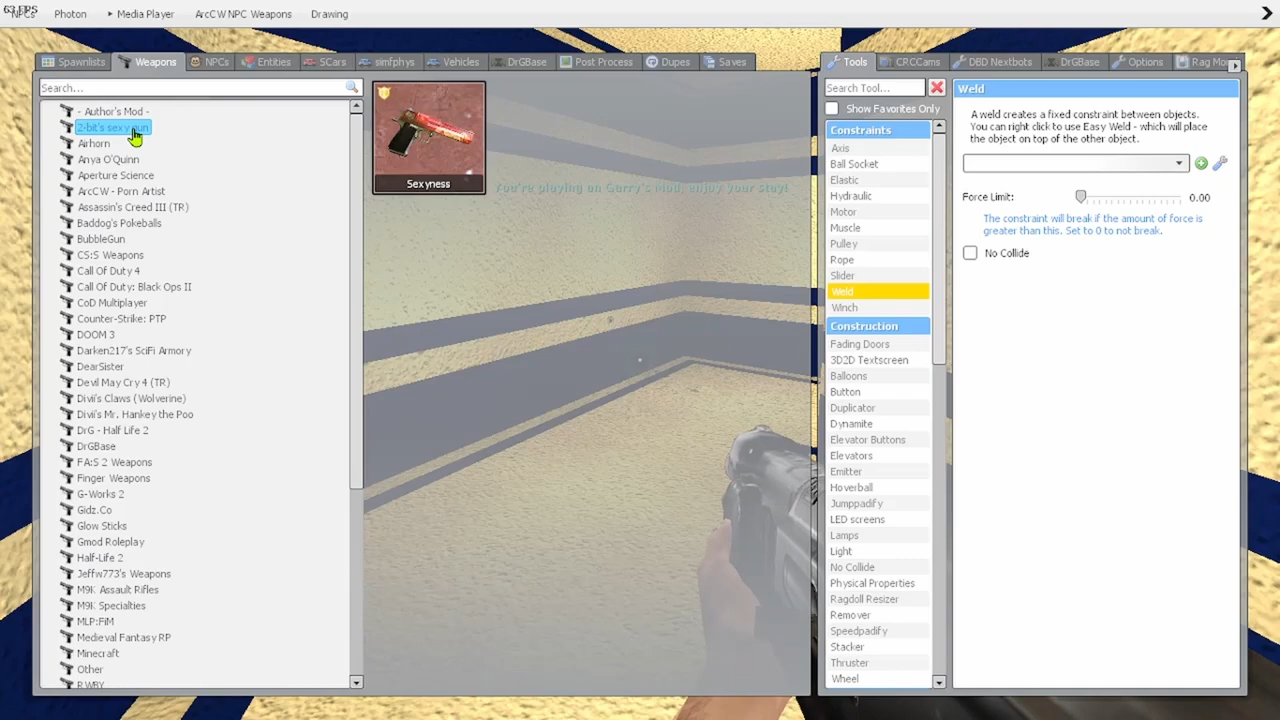 63 FPS
NPCs Photon Media Player ArcCW NPC Weapons Drawing
Spawnlists Weapons NPCs Entities SCars simfphys Vehicles DrGBase Post Process Dupes Saves
Search...
- Author's Mod -
2-bit's sexy gun
Airhorn
Anya O'Quinn
Aperture Science
ArcCW - Porn Artist
Assassin's Creed III (TR)
Baddog's Pokeballs
BubbleGun
CS:S Weapons
Call Of Duty 4
Call Of Duty: Black Ops II
CoD Multiplayer
Counter-Strike: PTP
DOOM 3
Darken217's SciFi Armory
DearSister
Devil May Cry 4 (TR)
Divii's Claws (Wolverine)
Divii's Mr. Hankey the Poo
DrG - Half Life 2
DrGBase
FA:S 2 Weapons
Finger Weapons
G-Works 2
Gidz.Co
Glow Sticks
Gmod Roleplay
Half-Life 2
Jeffw773's Weapons
M9K Assault Rifles
M9K Specialties
MLP:FiM
Medieval Fantasy RP
Minecraft
Other
RWBY
Sexyness
You're playing on Garry's Mod, enjoy your stay!
Tools CRCCams DBD Nextbots DrGBase Options Rag Mo
Search Tool...
Show Favorites Only
Constraints
Axis
Ball Socket
Elastic
Hydraulic
Motor
Muscle
Pulley
Rope
Slider
Weld
Winch
Construction
Fading Doors
3D2D Textscreen
Balloons
Button
Duplicator
Dynamite
Elevator Buttons
Elevators
Emitter
Hoverball
Jumppadify
LED screens
Lamps
Light
No Collide
Physical Properties
Ragdoll Resizer
Remover
Speedpadify
Stacker
Thruster
Wheel
Weld
A weld creates a fixed constraint between objects.
You can right click to use Easy Weld - which will place
the object on top of the other object.
Force Limit: 0.00
The constraint will break if the amount of force is
greater than this. Set to 0 to not break.
No Collide